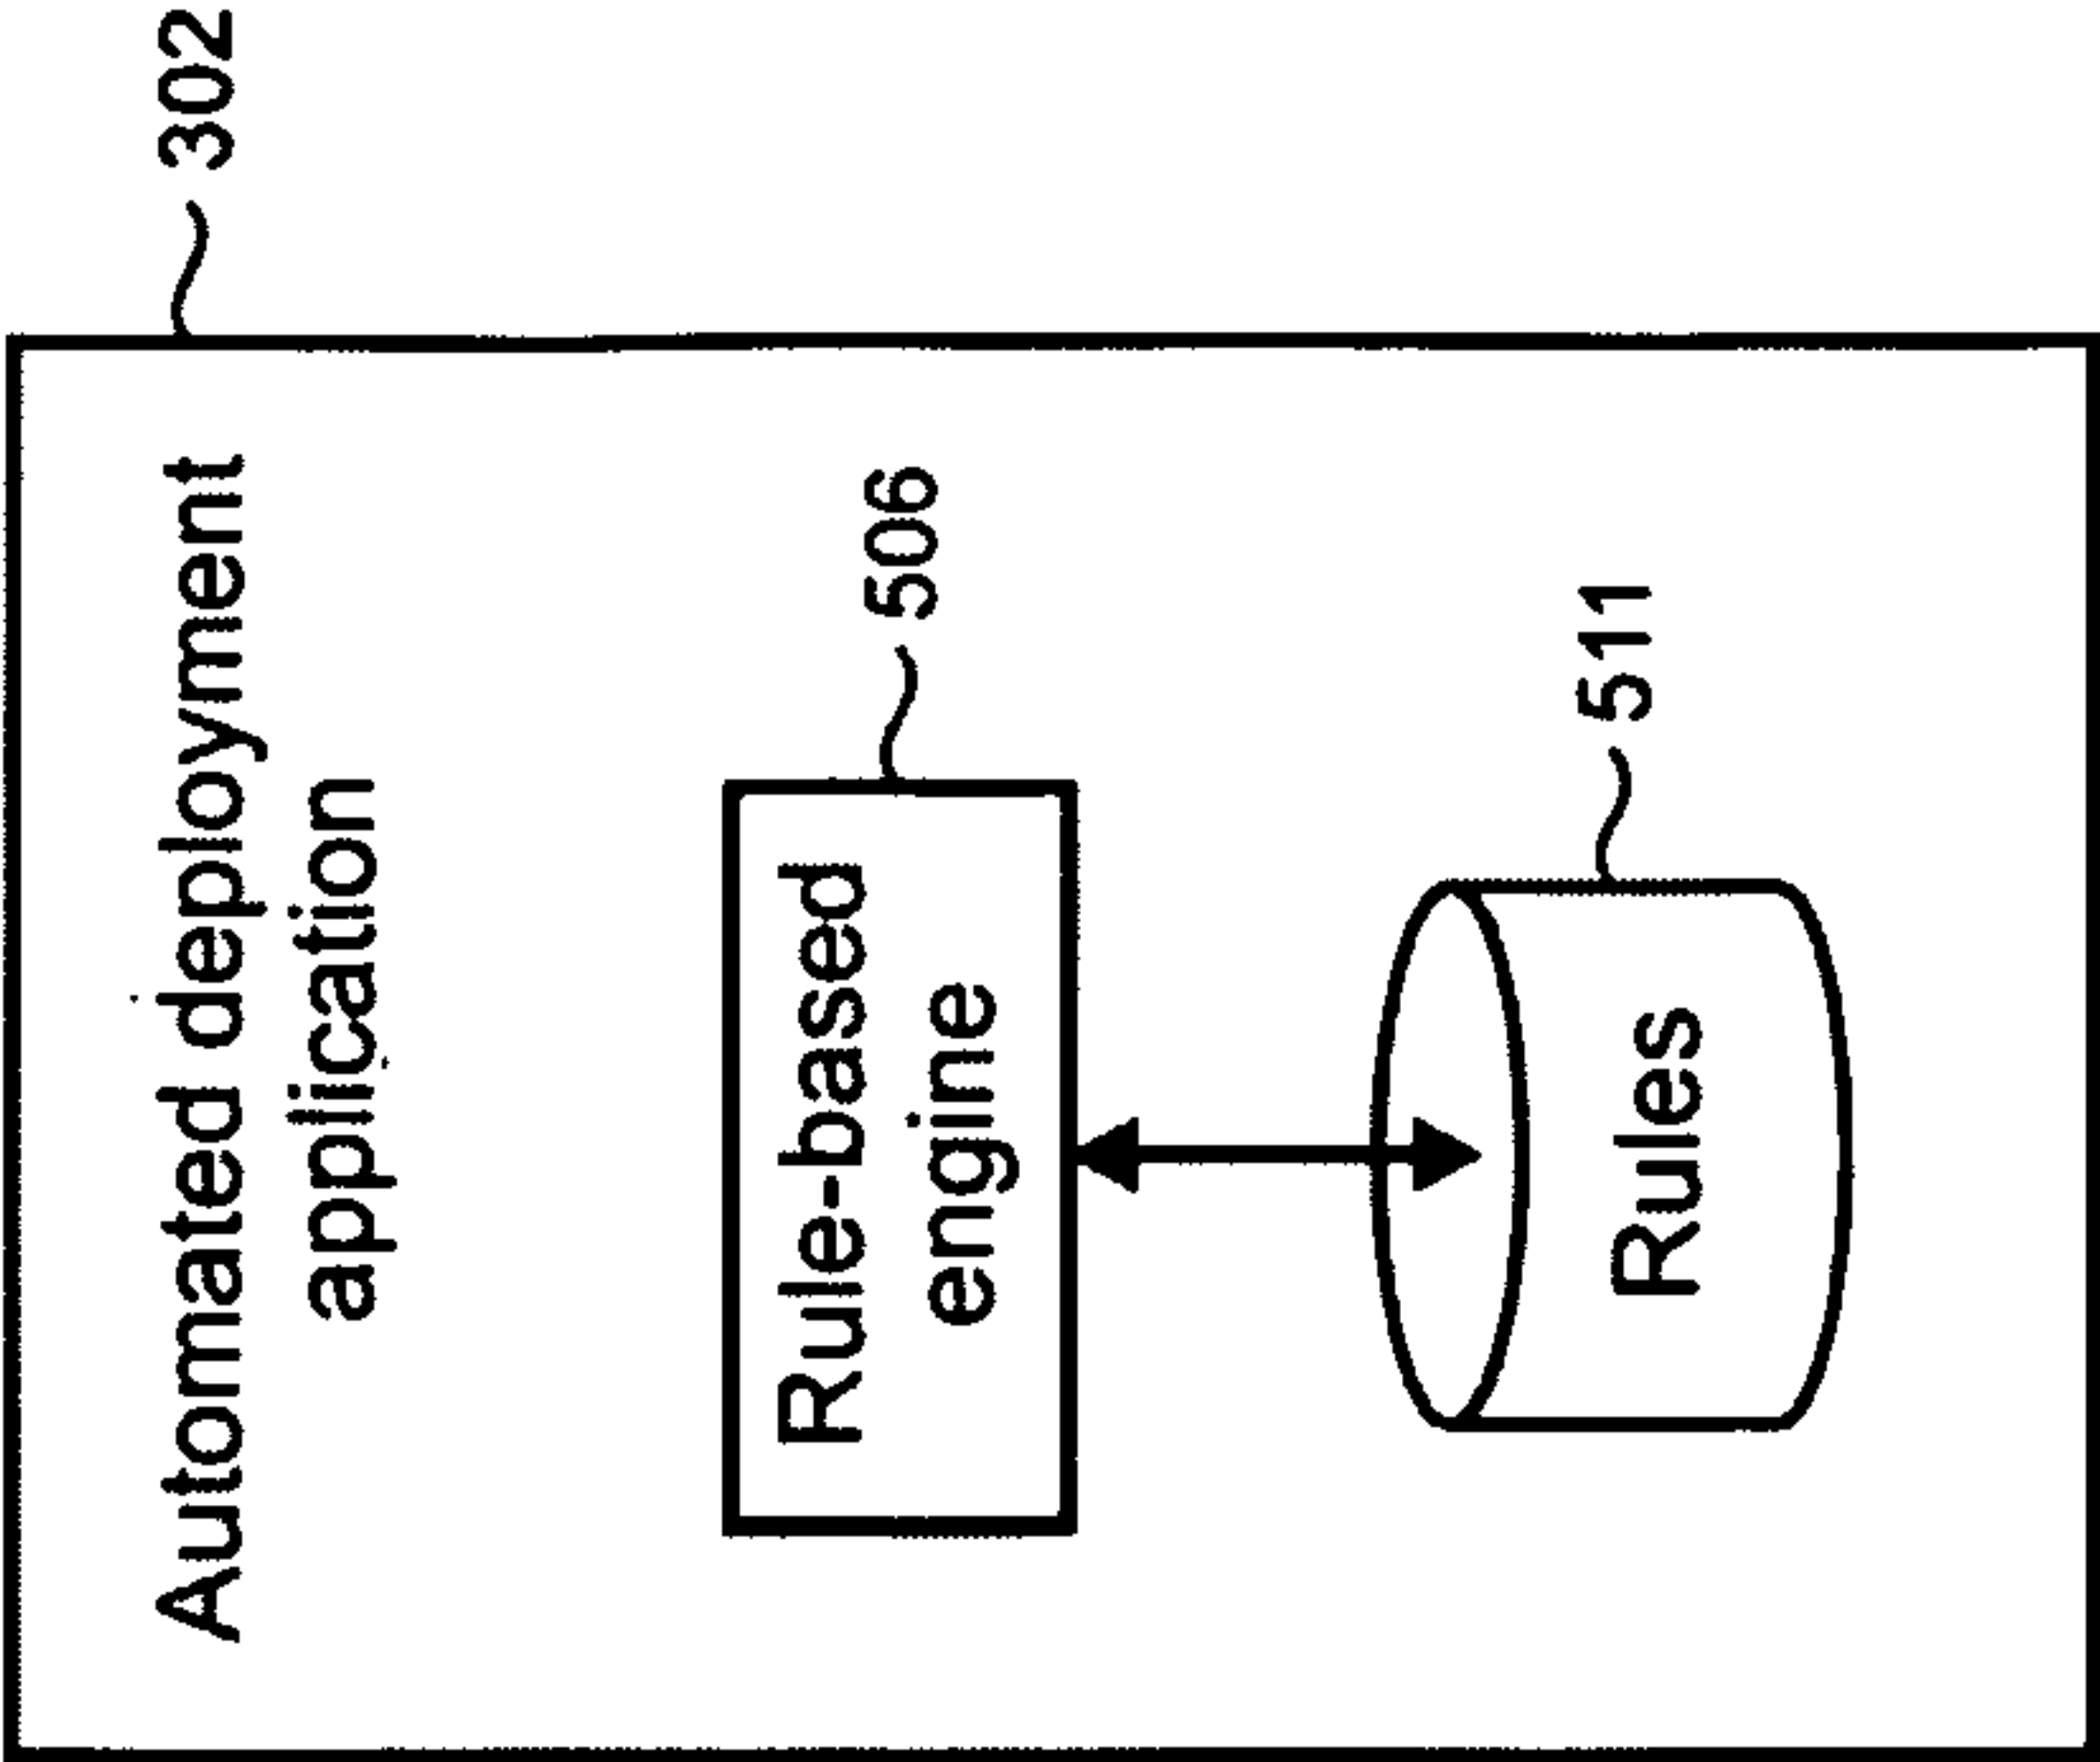 302
Automated deployment
application
506
Rule-based
engine
511
Rules